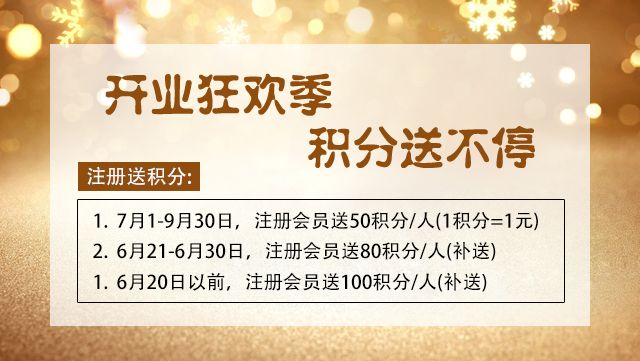 开业狂欢季
积分送不停
注册送积分:
1. 7月1-9月30日，注册会员送50积分/人(1积分=1元)
2. 6月21-6月30日，注册会员送80积分/人(补送)
1. 6月20日以前，注册会员送100积分/人(补送)